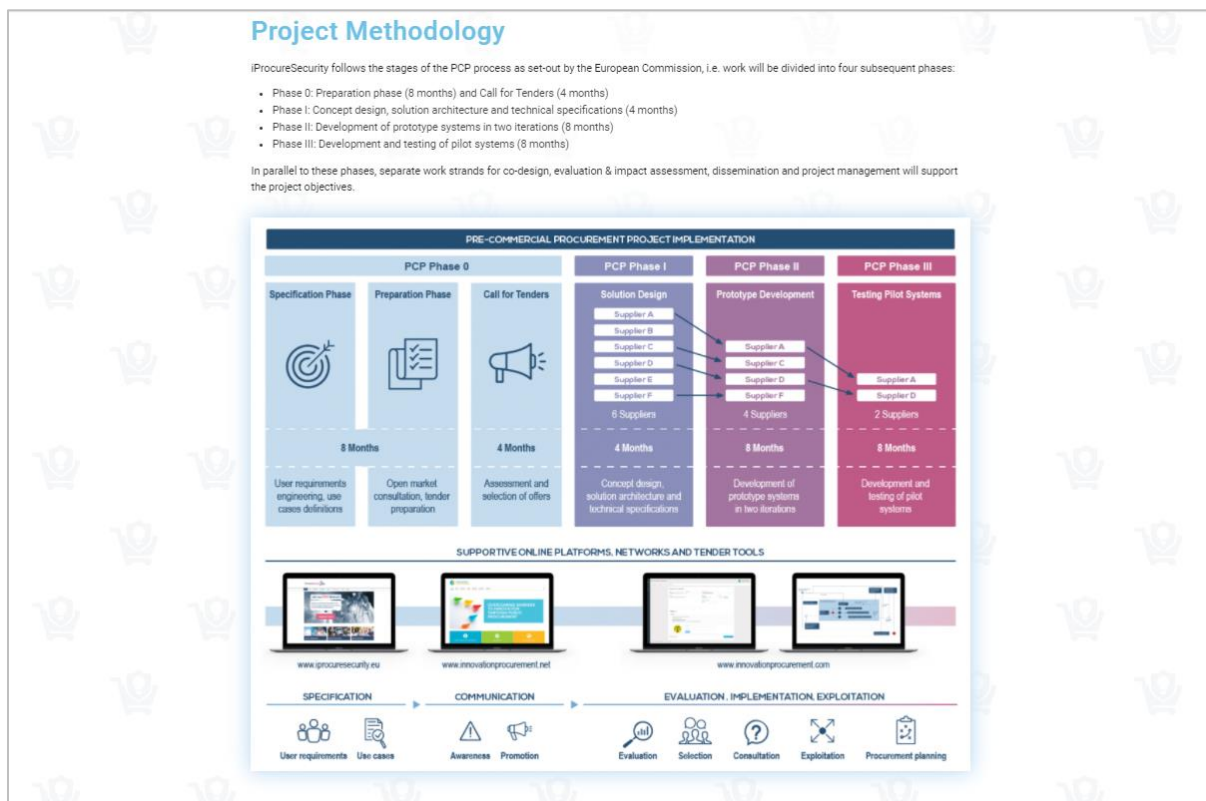 Project Methodology
iProcureSecurity follows the stages of the PCP process as set-out by the European Commission, i.e. work will be divided into four subsequent phases:
• Phase 0: Preparation phase (8 months) and Call for Tenders (4 months)
• Phase I: Concept design, solution architecture and technical specifications (4 months)
• Phase II: Development of prototype systems in two iterations (8 months)
• Phase III: Development and testing of pilot systems (8 months)
In parallel to these phases, separate work strands for co-design, evaluation & impact assessment, dissemination and project management will support
the project objectives.
PRE-COMMERCIAL PROCUREMENT PROJECT IMPLEMENTATION
PCP Phase 0
PCP Phase I
PCP Phase II
PCP Phase III
Specification Phase
Preparation Phase
Call for Tenders
Solution Design
Prototype Development
Testing Pilot Systems
Supplier A
Supplier B
Supplier C
Supplier D
Supplier E
Supplier F
Supplier A
Supplier C
Supplier D
Supplier F
Supplier A
Supplier D
6 Suppliers
4 Suppliers
2 Suppliers
8 Months
4 Months
4 Months
8 Months
8 Months
User requirements
engineering, use
cases definitions
Open market
consultation, tender
preparation
Assessment and
selection of offers
Concept design,
solution architecture and
technical specifications
Development of
prototype systems
in two iterations
Development and
testing of pilot
systems
SUPPORTIVE ONLINE PLATFORMS, NETWORKS AND TENDER TOOLS
www.iprocuresecurity.eu
www.innovationprocurement.net
www.innovationprocurement.com
SPECIFICATION
COMMUNICATION
EVALUATION, IMPLEMENTATION, EXPLOITATION
User requirements
Use cases
Awareness
Promotion
Evaluation
Selection
Consultation
Exploitation
Procurement planning